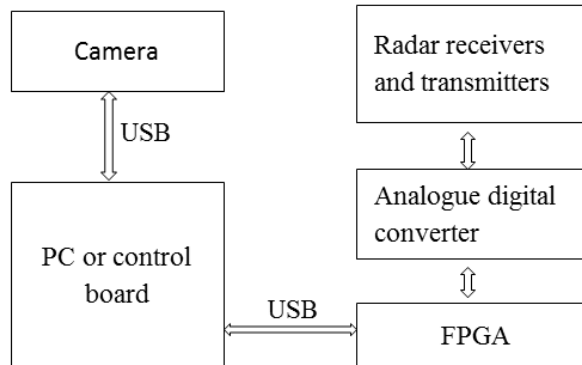 Camera
USB
PC or control
board
USB
Radar receivers
and transmitters
Analogue digital
converter
FPGA